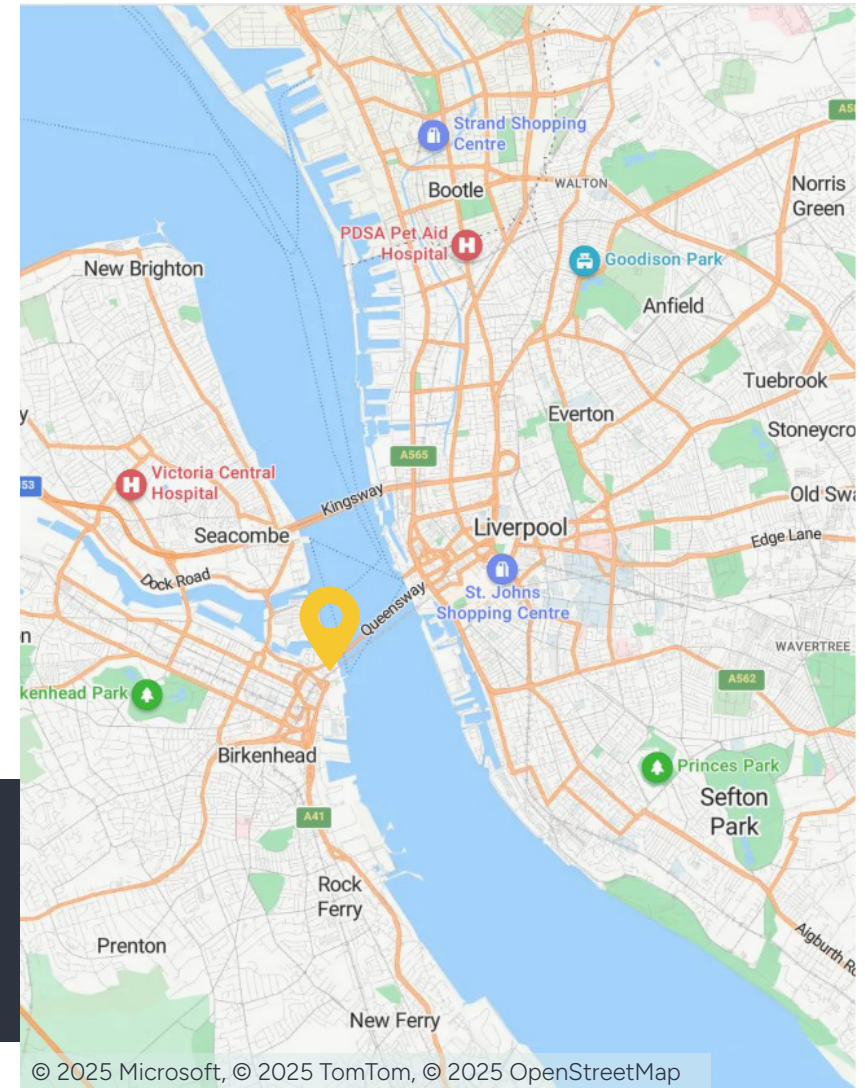 Strand Shopping
Centre
A5
Bootle
WALTON
Norris
Green
PDSA Pet Aid
Hospital
H
Goodison Park
New Brighton
Anfield
Tuebrook
Everton
Stoneycro
y
A565
53
H
Victoria Central
Hospital
Kingsway
Old Swa
Seacombe
Liverpool
Edge Lane
Dock Road
St. Johns
Shopping Centre
Queensway
n
WAVERTREE
kenhead Park
A562
Birkenhead
Princes Park
Sefton
Park
A41
Rock
Ferry
Prenton
Aigburth Ro
New Ferry
© 2025 Microsoft, © 2025 TomTom, © 2025 OpenStreetMap